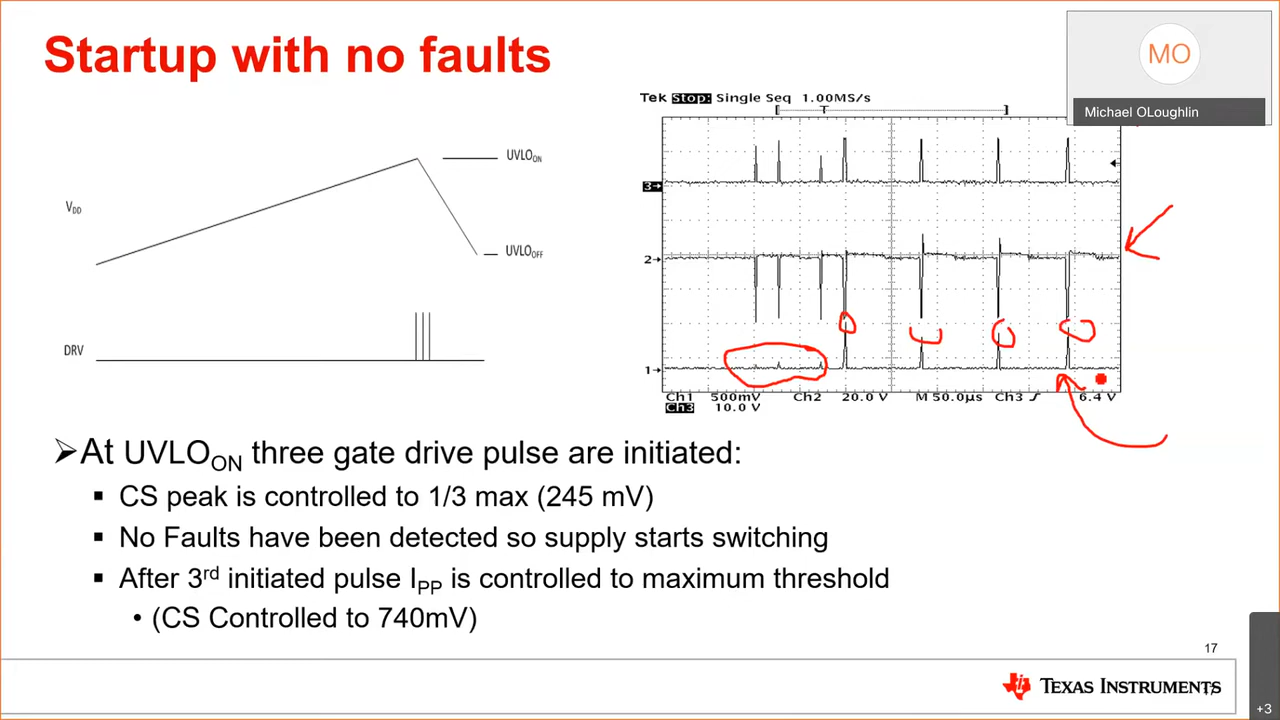 Startup with no faults
MO
Michael OLoughlin
Tek Stop: Single Seq 1.00MS/s
[ T ]
UVLOON
VDD
UVLOOFF
DRV
3→
2→
1→
Ch1 500mV Ch2 20.0 V M 50.0µs Ch3 6.4 V
Ch3 10.0 V
➢At UVLOON three gate drive pulse are initiated:
▪ CS peak is controlled to 1/3 max (245 mV)
▪ No Faults have been detected so supply starts switching
▪ After 3rd initiated pulse IPP is controlled to maximum threshold
• (CS Controlled to 740mV)
17
TEXAS INSTRUMENTS
+3